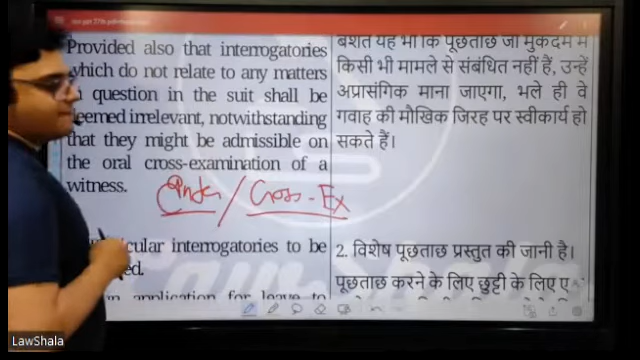 Provided also that interrogatories
which do not relate to any matters
question in the suit shall be
deemed irrelevant, notwithstanding
that they might be admissible on
the oral cross-examination of a
witness.
/ Cross-Ex
cular interrogatories to be
ed.
an application for leave to
बशर्ते यह भी कि पूछताछ जो मुकदमे में
किसी भी मामले से संबंधित नहीं हैं, उन्हें
अप्रासंगिक माना जाएगा, भले ही वे
गवाह की मौखिक जिरह पर स्वीकार्य हो
सकते हैं।
2. विशेष पूछताछ प्रस्तुत की जानी है।
पूछताछ करने के लिए छुट्टी के लिए ए
LawShala